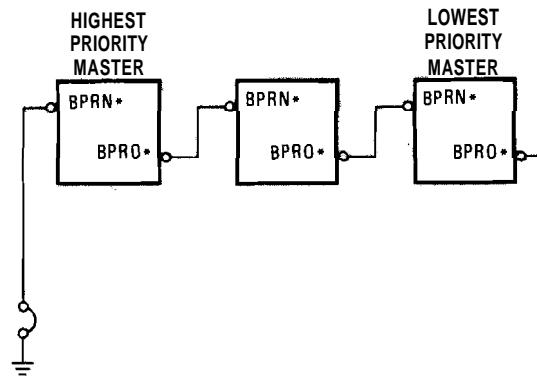 HIGHEST
PRIORITY
MASTER
LOWEST
PRIORITY
MASTER
BPRN*
BPRO*
BPRN*
BPRO*
BPRN*
BPRO*